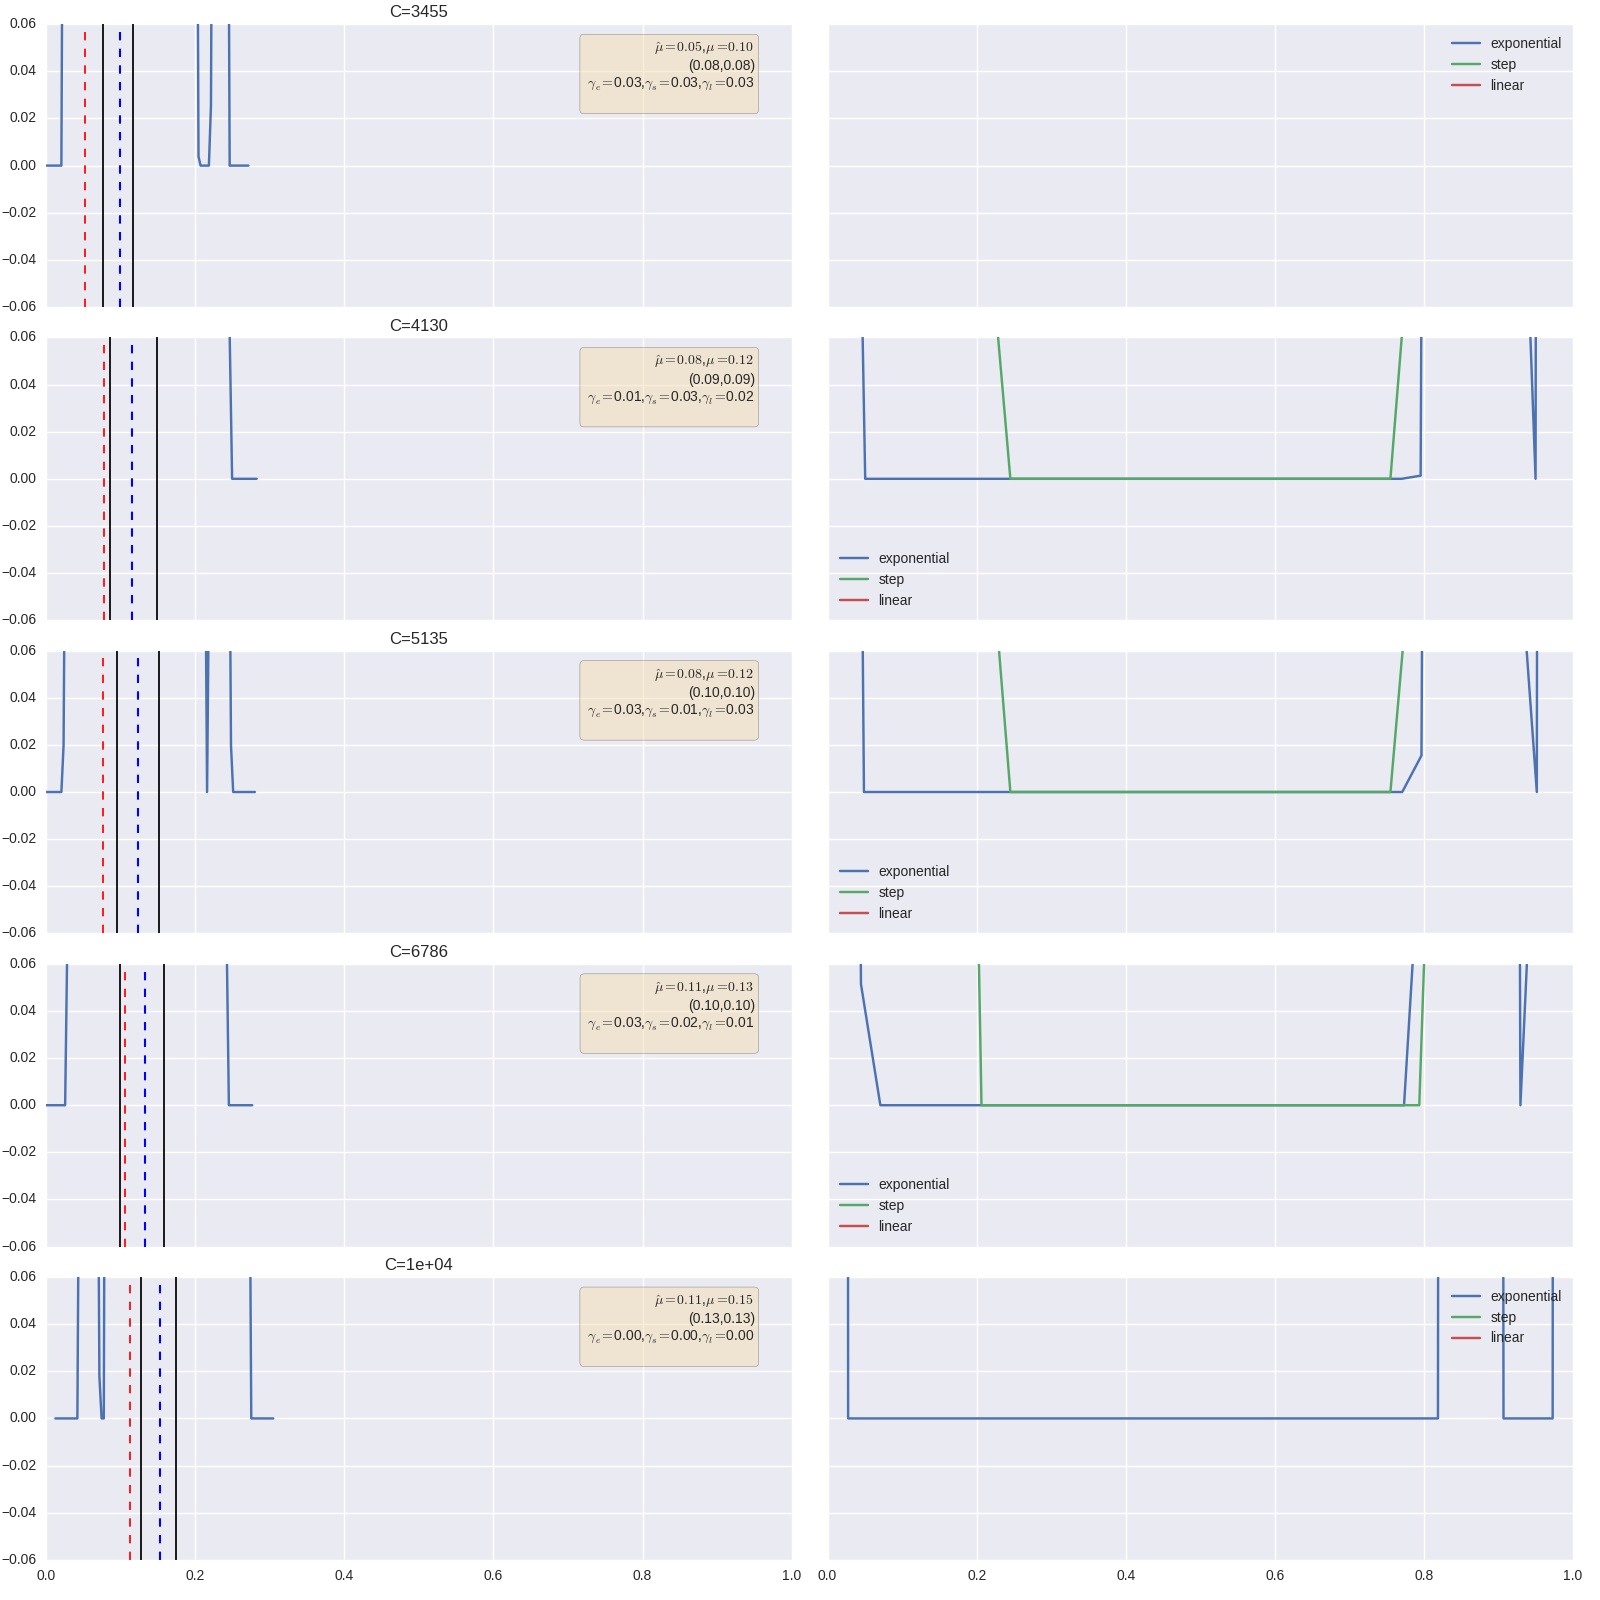 C=3455
0.06
0.04
0.02
0.00
−0.02
−0.04
−0.06
μ̂=0.05,μ=0.10
(0.08,0.08)
γₑ=0.03,γₛ=0.03,γₗ=0.03
exponential
step
linear
C=4130
0.06
0.04
0.02
0.00
−0.02
−0.04
−0.06
μ̂=0.08,μ=0.12
(0.09,0.09)
γₑ=0.01,γₛ=0.03,γₗ=0.02
exponential
step
linear
C=5135
0.06
0.04
0.02
0.00
−0.02
−0.04
−0.06
μ̂=0.08,μ=0.12
(0.10,0.10)
γₑ=0.03,γₛ=0.01,γₗ=0.03
exponential
step
linear
C=6786
0.06
0.04
0.02
0.00
−0.02
−0.04
−0.06
μ̂=0.11,μ=0.13
(0.10,0.10)
γₑ=0.03,γₛ=0.02,γₗ=0.01
exponential
step
linear
C=1e+04
0.06
0.04
0.02
0.00
−0.02
−0.04
−0.06
μ̂=0.11,μ=0.15
(0.13,0.13)
γₑ=0.00,γₛ=0.00,γₗ=0.00
exponential
step
linear
0.0 0.2 0.4 0.6 0.8 1.0
0.0 0.2 0.4 0.6 0.8 1.0